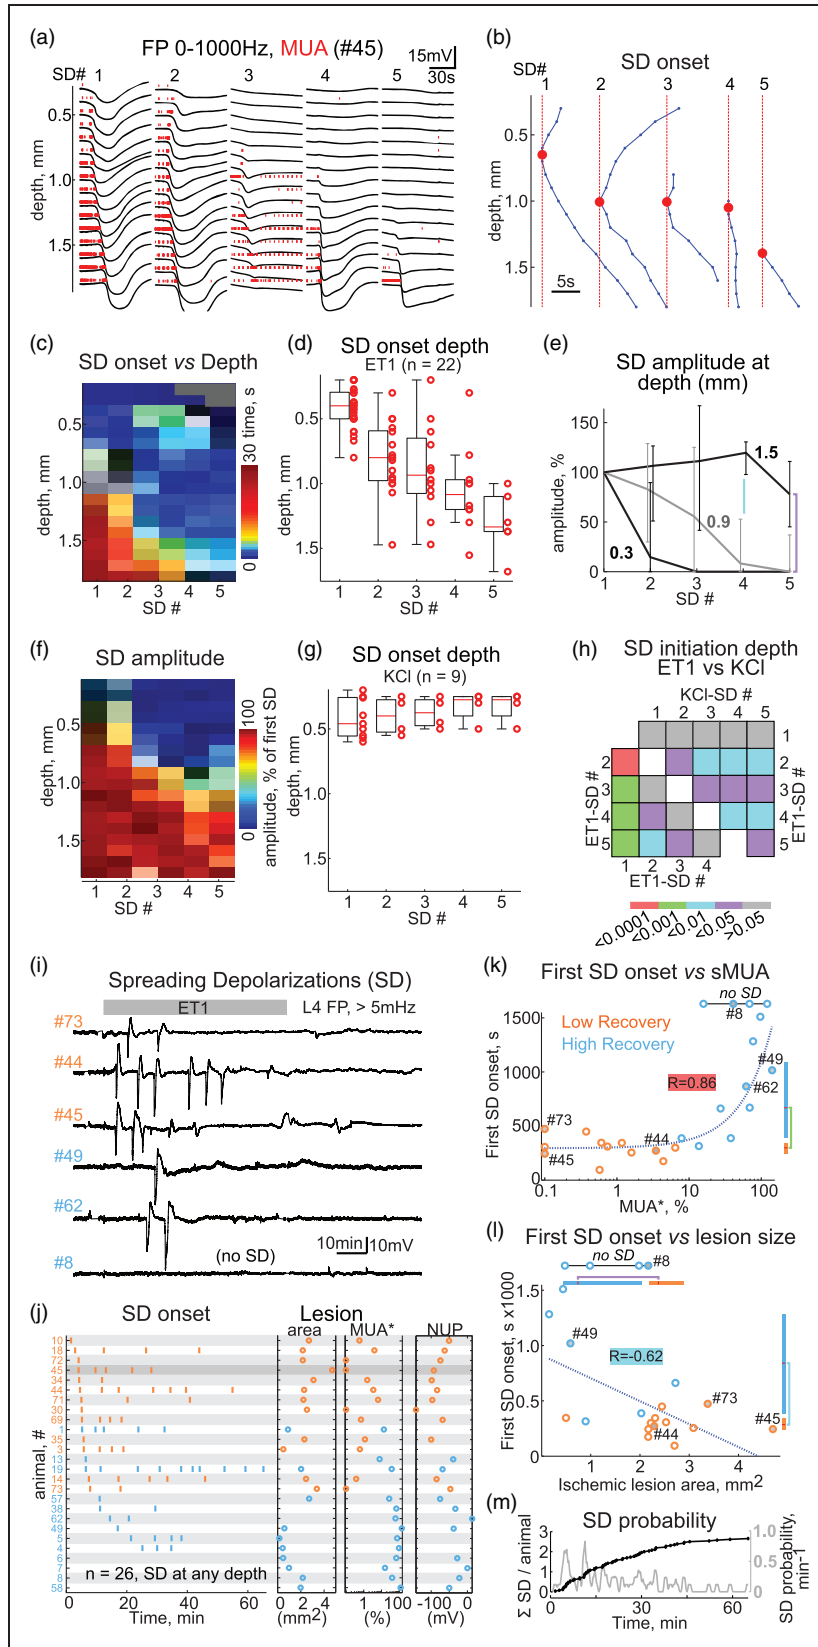 (a)
FP 0-1000Hz, MUA (#45)
15mV
30s
SD# 1 2 3 4 5
depth, mm
0.5
1.0
1.5
(b)
SD onset
SD#
1 2 3 4 5
depth, mm
0.5
1.0
1.5
5s
(c)
SD onset vs Depth
depth, mm
0.5
1.0
1.5
1 2 3 4 5
SD #
0 time, s 30
(d)
SD onset depth
ET1 (n = 22)
depth, mm
0.5
1.0
1.5
1 2 3 4 5
SD #
(e)
SD amplitude at
depth (mm)
amplitude, %
150
100
50
0
1.5
0.9
0.3
1 2 3 4 5
SD #
(f)
SD amplitude
depth, mm
0.5
1.0
1.5
1 2 3 4 5
SD #
0 100
amplitude, % of first SD
(g)
SD onset depth
KCl (n = 9)
depth, mm
0.5
1.0
1.5
1 2 3 4 5
SD #
(h)
SD initiation depth
ET1 vs KCl
KCl-SD #
1 2 3 4 5
1
2 2
3 3
4 4
5 5
ET1-SD #
ET1-SD #
1 2 3 4
ET1-SD #
<0.0001 <0.001 <0.01 <0.05 >0.05
(i)
Spreading Depolarizations (SD)
ET1
L4 FP, > 5mHz
#73
#44
#45
#49
#62
#8
(no SD)
10min 10mV
(j)
SD onset
Lesion
area MUA* NUP
animal, #
10
18
72
45
34
44
71
30
69
1
35
3
13
19
14
73
57
38
62
49
5
4
6
7
8
58
n = 26, SD at any depth
0 20 40 60
Time, min
0 2 4
(mm2)
1 100
(%)
-100 0
(mV)
(k)
First SD onset vs sMUA
no SD
#8
Low Recovery
High Recovery
#49
#62
R=0.86
#73
#44
#45
First SD onset, s
1500
1000
500
0
0.1 1 10 100
MUA*, %
(l)
First SD onset vs lesion size
no SD
#8
#49
R=-0.62
#73
#45
#44
First SD onset, s x1000
1.5
1.0
0.5
0
0 1 2 3 4
Ischemic lesion area, mm2
(m)
SD probability
Σ SD / animal
3
2
1
0
0 20 40 60
Time, min
1.0
0.5
0
SD probability,
min-1